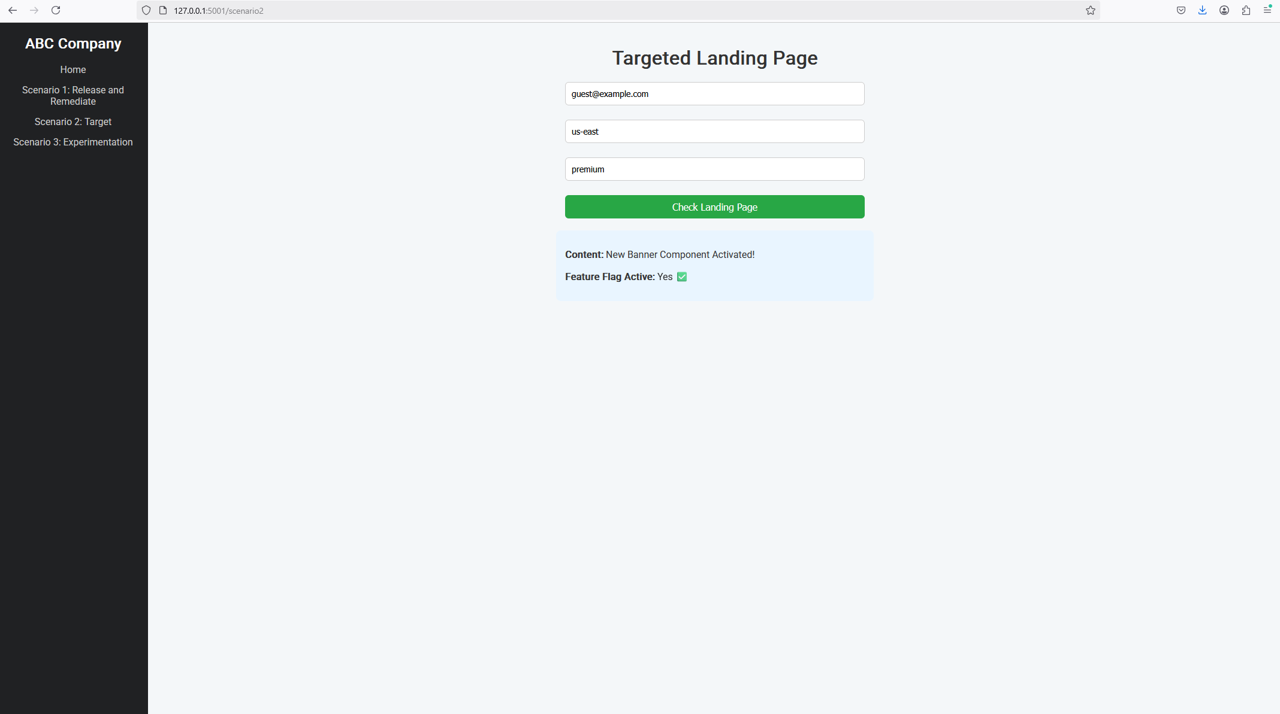 127.0.0.1:5001/scenario2
ABC Company
Home
Scenario 1: Release and
Remediate
Scenario 2: Target
Scenario 3: Experimentation
Targeted Landing Page
guest@example.com
us-east
premium
Check Landing Page
Content: New Banner Component Activated!
Feature Flag Active: Yes ✅